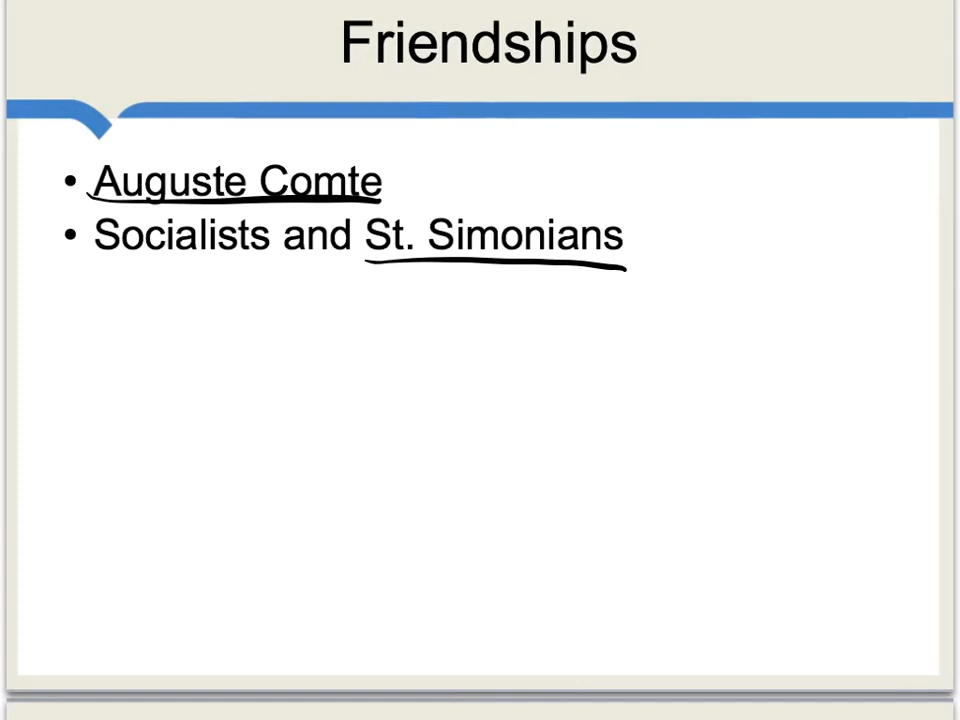 Friendships
• Auguste Comte
• Socialists and St. Simonians